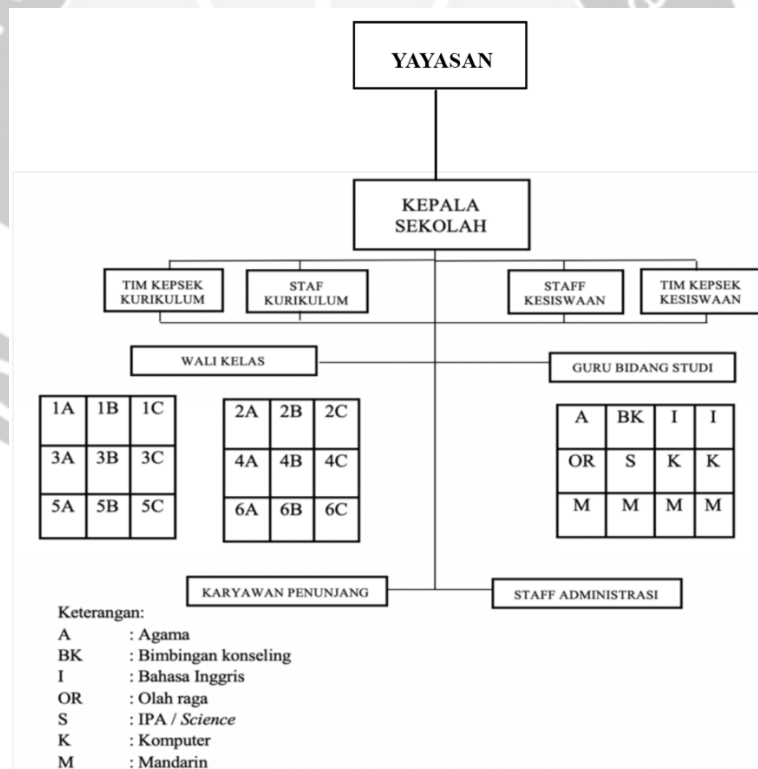 YAYASAN
KEPALA
SEKOLAH
TIM KEPSEK
KURIKULUM
STAF
KURIKULUM
STAFF
KESISWAAN
TIM KEPSEK
KESISWAAN
WALI KELAS
GURU BIDANG STUDI
1A 1B 1C
3A 3B 3C
5A 5B 5C
2A 2B 2C
4A 4B 4C
6A 6B 6C
A BK I I
OR S K K
M M M M
KARYAWAN PENUNJANG
STAFF ADMINISTRASI
Keterangan:
A : Agama
BK : Bimbingan konseling
I : Bahasa Inggris
OR : Olah raga
S : IPA / Science
K : Komputer
M : Mandarin